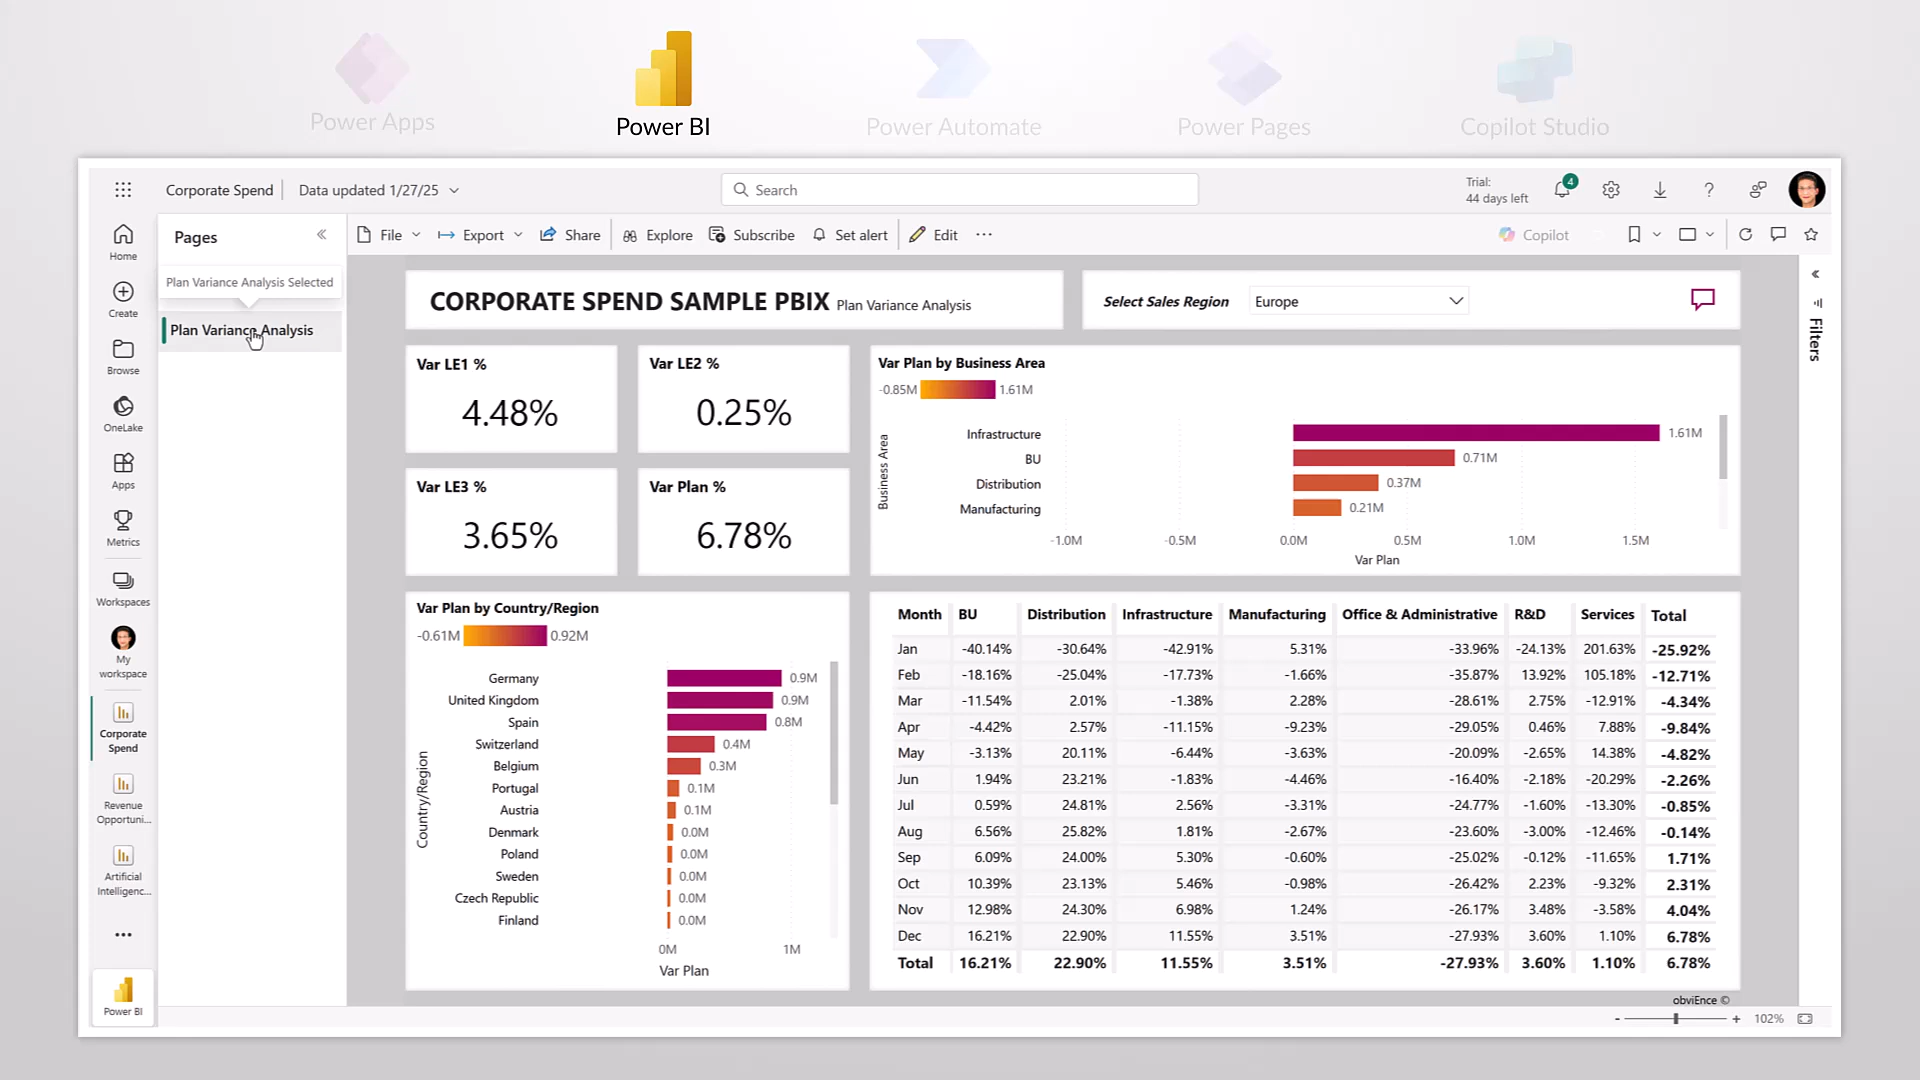 Power Apps
Power BI
Power Automate
Power Pages
Copilot Studio
Corporate Spend
Data updated 1/27/25
Search
Trial:
44 days left
4
Home
Create
Browse
OneLake
Apps
Metrics
Workspaces
My
workspace
Corporate
Spend
Revenue
Opportuni...
Artificial
Intelligenc...
Power BI
Pages
Plan Variance Analysis Selected
Plan Variance Analysis
File
Export
Share
Explore
Subscribe
Set alert
Edit
Copilot
Filters
CORPORATE SPEND SAMPLE PBIX Plan Variance Analysis
Select Sales Region
Europe
Var LE1 %
4.48%
Var LE2 %
0.25%
Var LE3 %
3.65%
Var Plan %
6.78%
Var Plan by Business Area
-0.85M 1.61M
Business Area
Infrastructure 1.61M
BU 0.71M
Distribution 0.37M
Manufacturing 0.21M
-1.0M -0.5M 0.0M 0.5M 1.0M 1.5M
Var Plan
Var Plan by Country/Region
-0.61M 0.92M
Country/Region
Germany 0.9M
United Kingdom 0.9M
Spain 0.8M
Switzerland 0.4M
Belgium 0.3M
Portugal 0.1M
Austria 0.1M
Denmark 0.0M
Poland 0.0M
Sweden 0.0M
Czech Republic 0.0M
Finland 0.0M
0M 1M
Var Plan
Month BU Distribution Infrastructure Manufacturing Office & Administrative R&D Services Total
Jan -40.14% -30.64% -42.91% 5.31% -33.96% -24.13% 201.63% -25.92%
Feb -18.16% -25.04% -17.73% -1.66% -35.87% 13.92% 105.18% -12.71%
Mar -11.54% 2.01% -1.38% 2.28% -28.61% 2.75% -12.91% -4.34%
Apr -4.42% 2.57% -11.15% -9.23% -29.05% 0.46% 7.88% -9.84%
May -3.13% 20.11% -6.44% -3.63% -20.09% -2.65% 14.38% -4.82%
Jun 1.94% 23.21% -1.83% -4.46% -16.40% -2.18% -20.29% -2.26%
Jul 0.59% 24.81% 2.56% -3.31% -24.77% -1.60% -13.30% -0.85%
Aug 6.56% 25.82% 1.81% -2.67% -23.60% -3.00% -12.46% -0.14%
Sep 6.09% 24.00% 5.30% -0.60% -25.02% -0.12% -11.65% 1.71%
Oct 10.39% 23.13% 5.46% -0.98% -26.42% 2.23% -9.32% 2.31%
Nov 12.98% 24.30% 6.98% 1.24% -26.17% 3.48% -3.58% 4.04%
Dec 16.21% 22.90% 11.55% 3.51% -27.93% 3.60% 1.10% 6.78%
Total 16.21% 22.90% 11.55% 3.51% -27.93% 3.60% 1.10% 6.78%
obviEnce ©
- + 102%